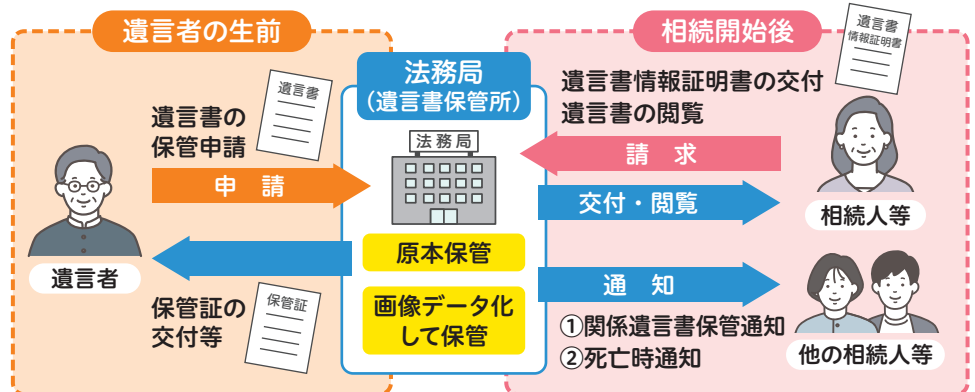 遺言者の生前
遺言書の
保管申請
遺言書
申 請
遺言者
保管証の
交付等
保管証
法務局
（遺言書保管所）
法務局
原本保管
画像データ化
して保管
相続開始後
遺言書情報証明書の交付
遺言書の閲覧
遺言書
情報証明書
請 求
交付・閲覧
相続人等
通 知
①関係遺言書保管通知
②死亡時通知
他の相続人等